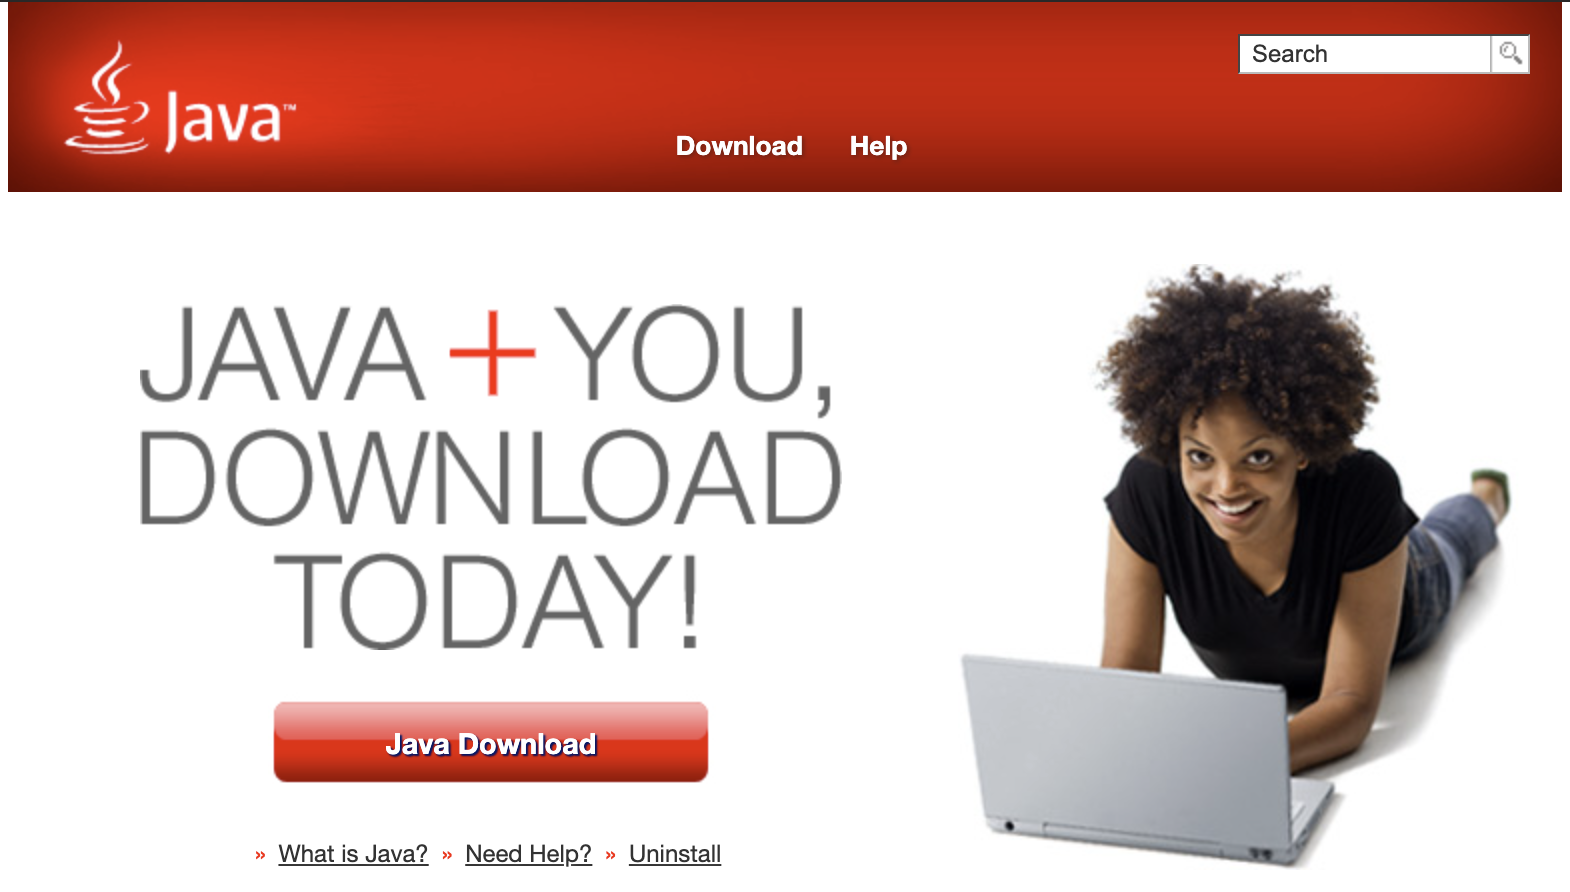 Java™
Search
Download Help
JAVA + YOU,
DOWNLOAD
TODAY!
Java Download
» What is Java? » Need Help? » Uninstall